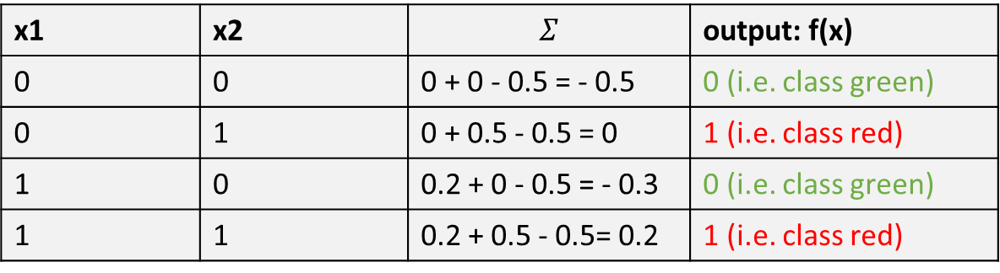 x1 x2 Σ output: f(x)
0 0 0 + 0 - 0.5 = - 0.5 0 (i.e. class green)
0 1 0 + 0.5 - 0.5 = 0 1 (i.e. class red)
1 0 0.2 + 0 - 0.5 = - 0.3 0 (i.e. class green)
1 1 0.2 + 0.5 - 0.5= 0.2 1 (i.e. class red)